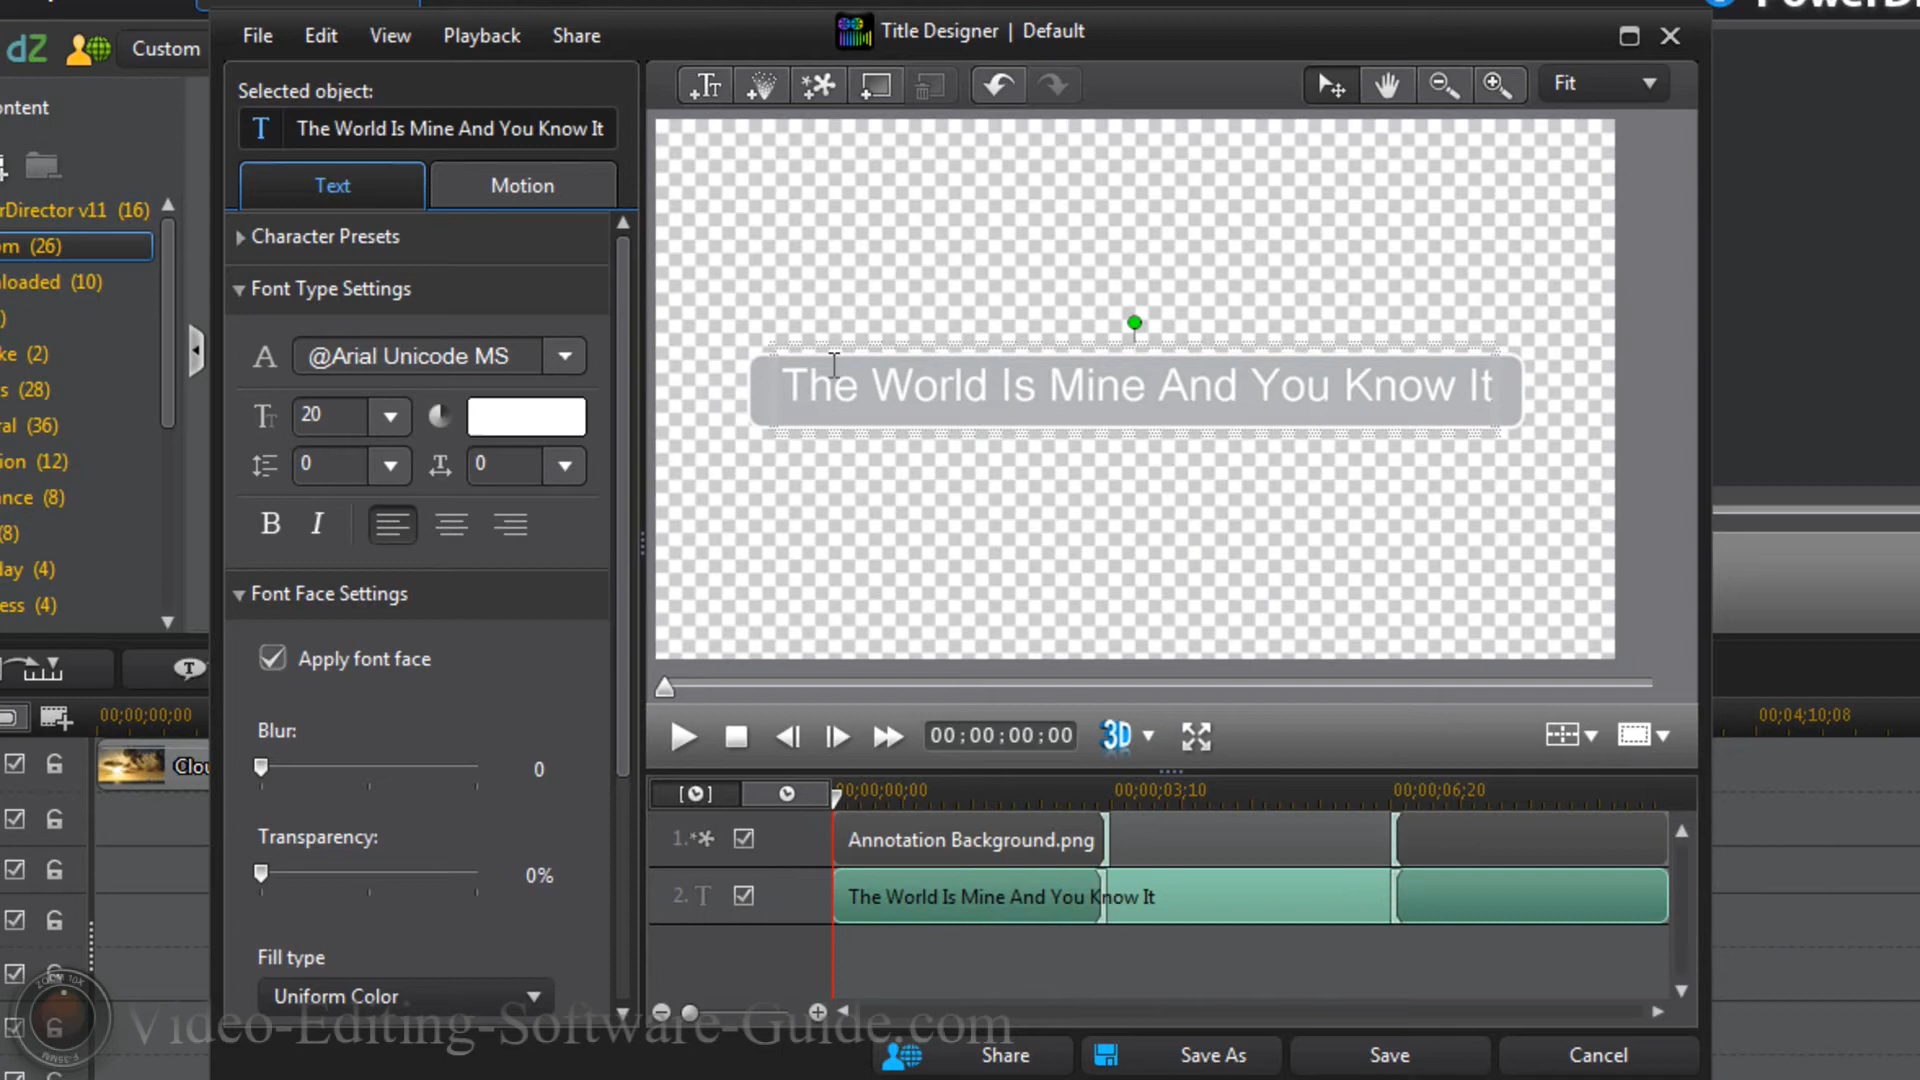 File Edit View Playback Share
Title Designer | Default
Custom
Selected object:
T The World Is Mine And You Know It
Text Motion
Character Presets
Font Type Settings
@Arial Unicode MS
20
0 0
B I
Font Face Settings
Apply font face
Blur:
0
Transparency:
0%
Fill type
Uniform Color
Fit
The World Is Mine And You Know It
00;00;00;00
3D
00;00;00;00 00;00;03;10 00;00;06;20
1. Annotation Background.png
2. T The World Is Mine And You Know It
Share Save As Save Cancel
ontent
rDirector v11 (16)
om (26)
nloaded (10)
)
ke (2)
s (28)
ral (36)
ion (12)
ance (8)
(8)
lay (4)
ess (4)
00;00;00;00
Clou
00;04;10;08
ZOOM 10X
F-35MM
Video-Editing-Software-Guide.com